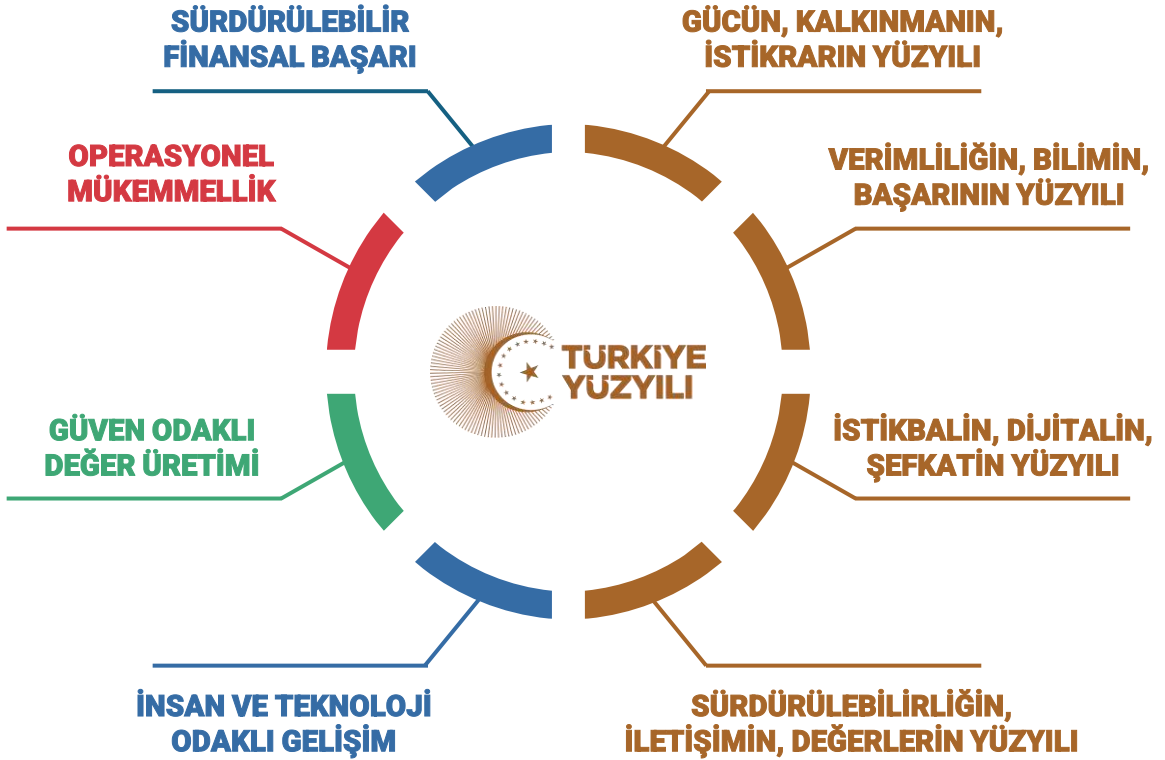 SÜRDÜRÜLEBİLİR
FİNANSAL BAŞARI
GÜCÜN, KALKINMANIN,
İSTİKRARIN YÜZYILI
OPERASYONEL
MÜKEMMELLİK
VERİMLİLİĞİN, BİLİMİN,
BAŞARININ YÜZYILI
TÜRKİYE
YÜZYILI
GÜVEN ODAKLI
DEĞER ÜRETİMİ
İSTİKBALİN, DİJİTALİN,
ŞEFKATİN YÜZYILI
İNSAN VE TEKNOLOJİ
ODAKLI GELİŞİM
SÜRDÜRÜLEBİLİRLİĞİN,
İLETİŞİMİN, DEĞERLERİN YÜZYILI